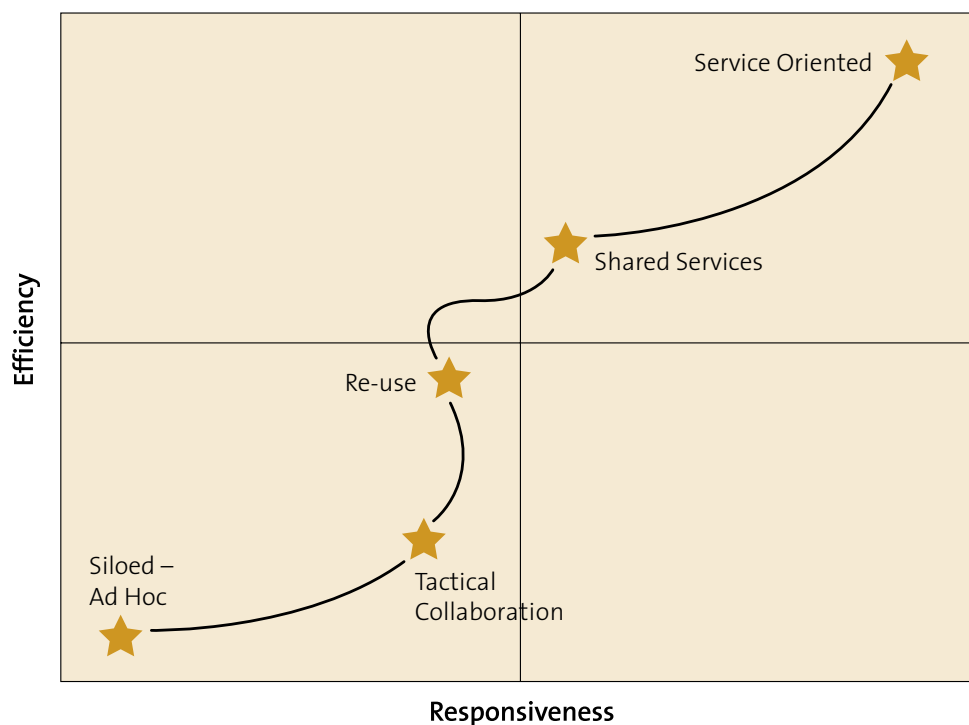 Service Oriented
Shared Services
Efficiency
Re-use
Siloed –
Ad Hoc
Tactical
Collaboration
Responsiveness